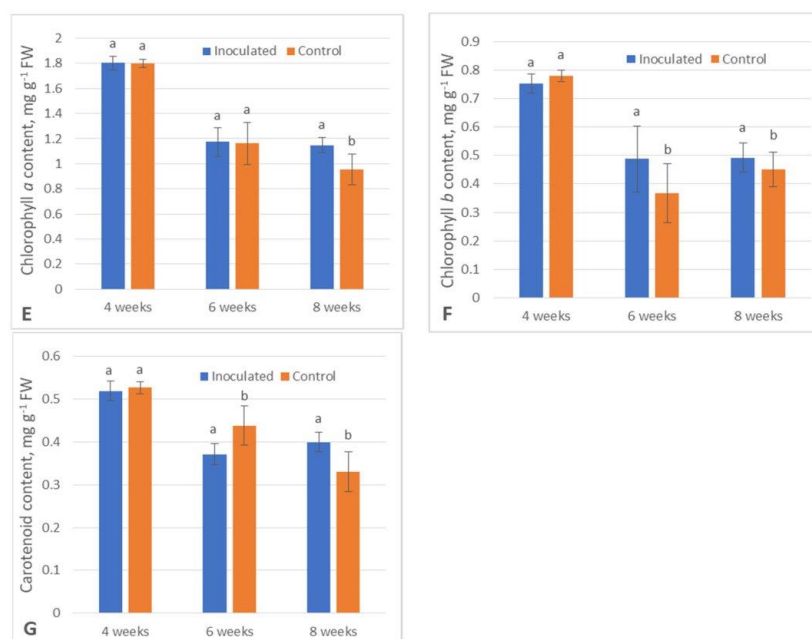 Chlorophyll a content, mg g⁻¹ FW
2
1.8
1.6
1.4
1.2
1
0.8
0.6
0.4
0.2
0
Inoculated Control
a a
a a
a b
4 weeks 6 weeks 8 weeks
E
Chlorophyll b content, mg g⁻¹ FW
0.9
0.8
0.7
0.6
0.5
0.4
0.3
0.2
0.1
0
Inoculated Control
a a
a b
a b
4 weeks 6 weeks 8 weeks
F
Carotenoid content, mg g⁻¹ FW
0.6
0.5
0.4
0.3
0.2
0.1
0
Inoculated Control
a a
a b
a b
4 weeks 6 weeks 8 weeks
G